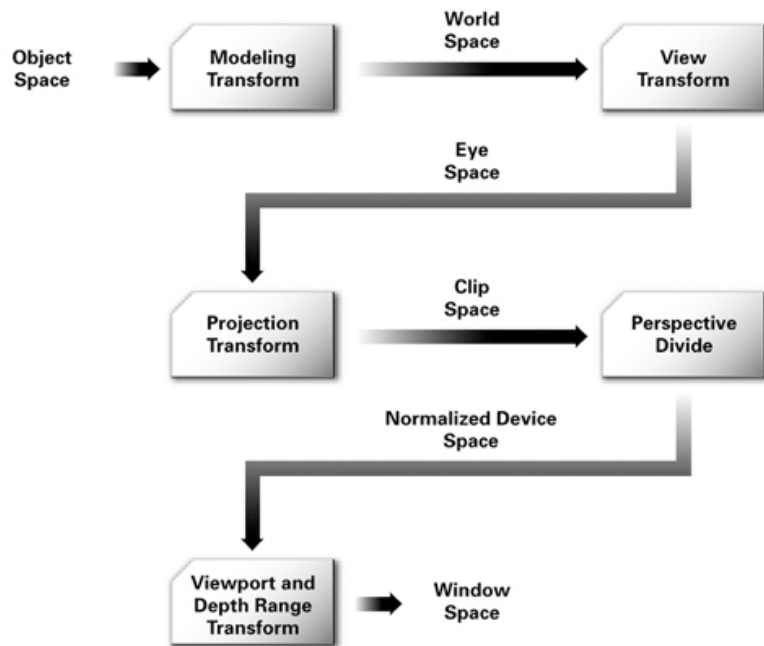 Object
Space
Modeling
Transform
World
Space
View
Transform
Eye
Space
Projection
Transform
Clip
Space
Perspective
Divide
Normalized Device
Space
Viewport and
Depth Range
Transform
Window
Space